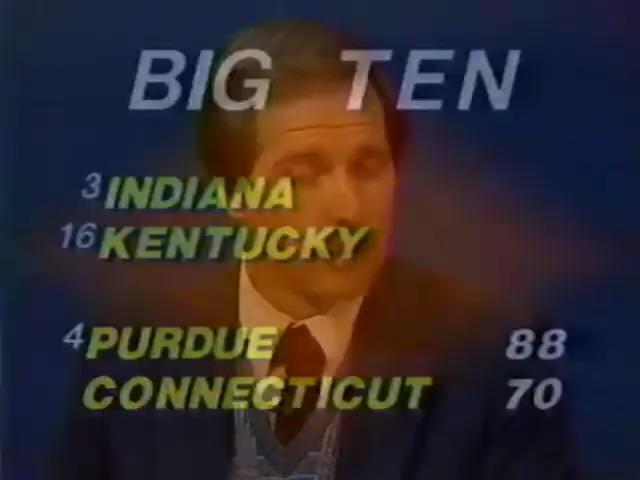 BIG TEN
3 INDIANA
16 KENTUCKY
4 PURDUE 88
CONNECTICUT 70